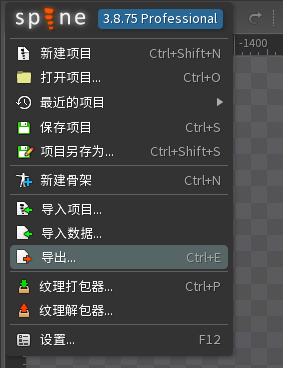 spine 3.8.75 Professional
-1400
新建项目 Ctrl+Shift+N
打开项目... Ctrl+O
最近的项目
保存项目 Ctrl+S
项目另存为... Ctrl+Shift+S
新建骨架 Ctrl+N
导入项目...
导入数据...
导出... Ctrl+E
纹理打包器... Ctrl+P
纹理解包器...
设置... F12